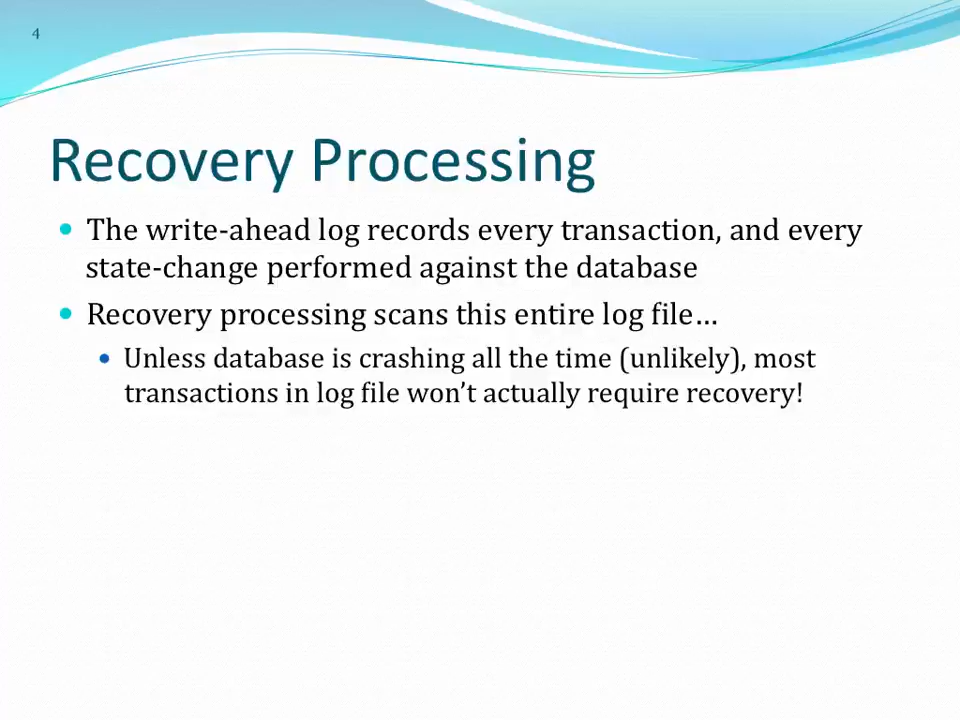 4
Recovery Processing
• The write-ahead log records every transaction, and every
state-change performed against the database
• Recovery processing scans this entire log file…
• Unless database is crashing all the time (unlikely), most
transactions in log file won’t actually require recovery!